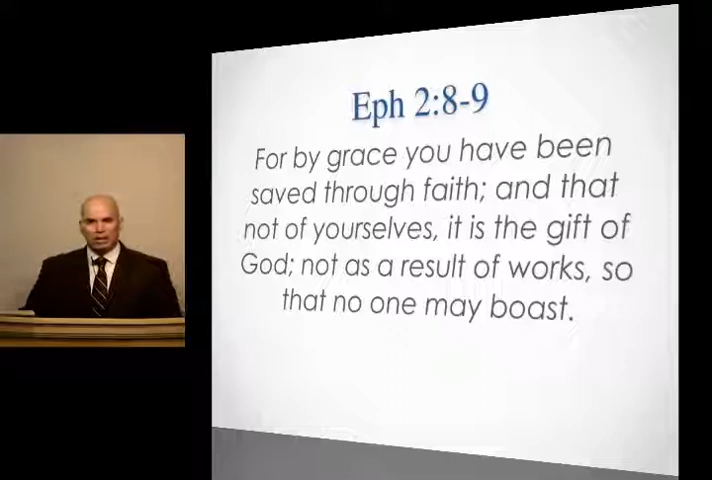 Eph 2:8-9
For by grace you have been
saved through faith; and that
not of yourselves, it is the gift of
God; not as a result of works, so
that no one may boast.